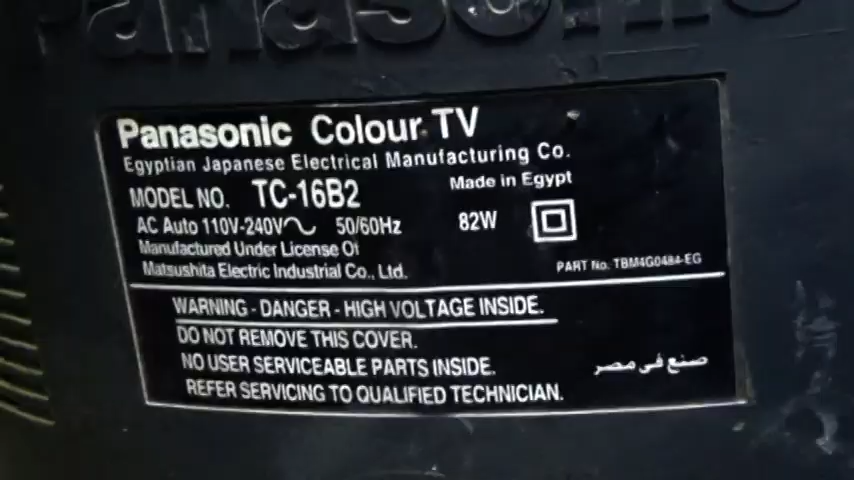 Panasonic
Panasonic Colour TV
Egyptian Japanese Electrical Manufacturing Co.
MODEL NO. TC-16B2 Made in Egypt
AC Auto 110V-240V∼ 50/60Hz 82W
Manufactured Under License Of
Matsushita Electric Industrial Co., Ltd.
PART No. TBM4G0484-EG
WARNING - DANGER - HIGH VOLTAGE INSIDE.
DO NOT REMOVE THIS COVER.
NO USER SERVICEABLE PARTS INSIDE.
صنع فى مصر
REFER SERVICING TO QUALIFIED TECHNICIAN.